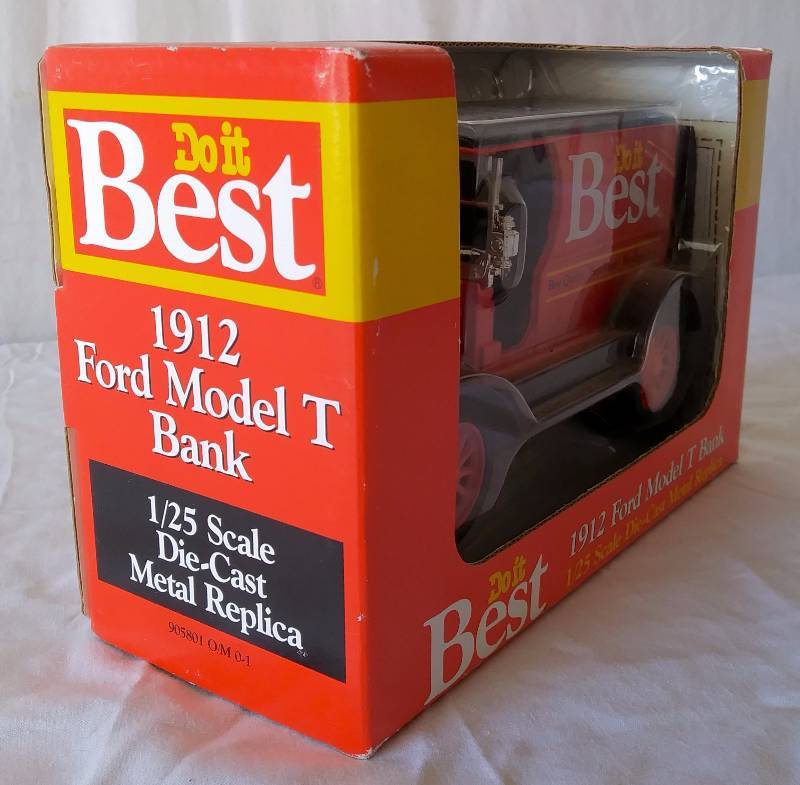 Do it
Best®
1912
Ford Model T
Bank
1/25 Scale
Die-Cast
Metal Replica
905801 O/M 0-1
Do it
Best
Do it
Best
1912 Ford Model T Bank
1/25 Scale Die-Cast Metal Replica